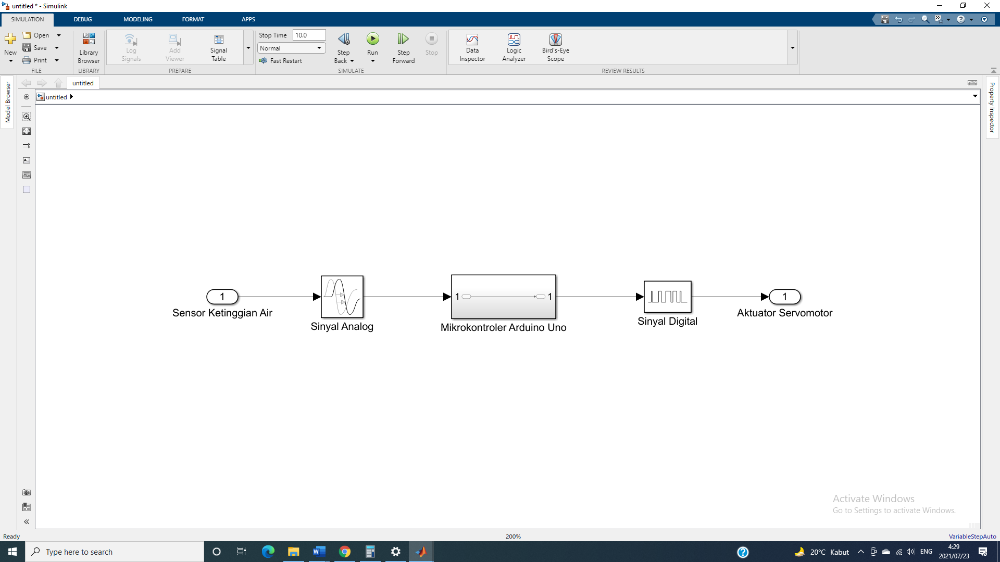 untitled * - Simulink
SIMULATION DEBUG MODELING FORMAT APPS
New
Open
Save
Print
FILE
Library Browser
LIBRARY
Log Signals
Add Viewer
Signal Table
PREPARE
Stop Time 10.0
Normal
Fast Restart
Step Back
Run
Step Forward
Stop
SIMULATE
Data Inspector
Logic Analyzer
Bird's-Eye Scope
REVIEW RESULTS
Model Browser
untitled
untitled
Property Inspector
1
Sensor Ketinggian Air
Sinyal Analog
1 1
Mikrokontroler Arduino Uno
Sinyal Digital
1
Aktuator Servomotor
Activate Windows
Go to Settings to activate Windows.
Ready 200% VariableStepAuto
Type here to search
20°C Kabut
ENG
4:29
2021/07/23